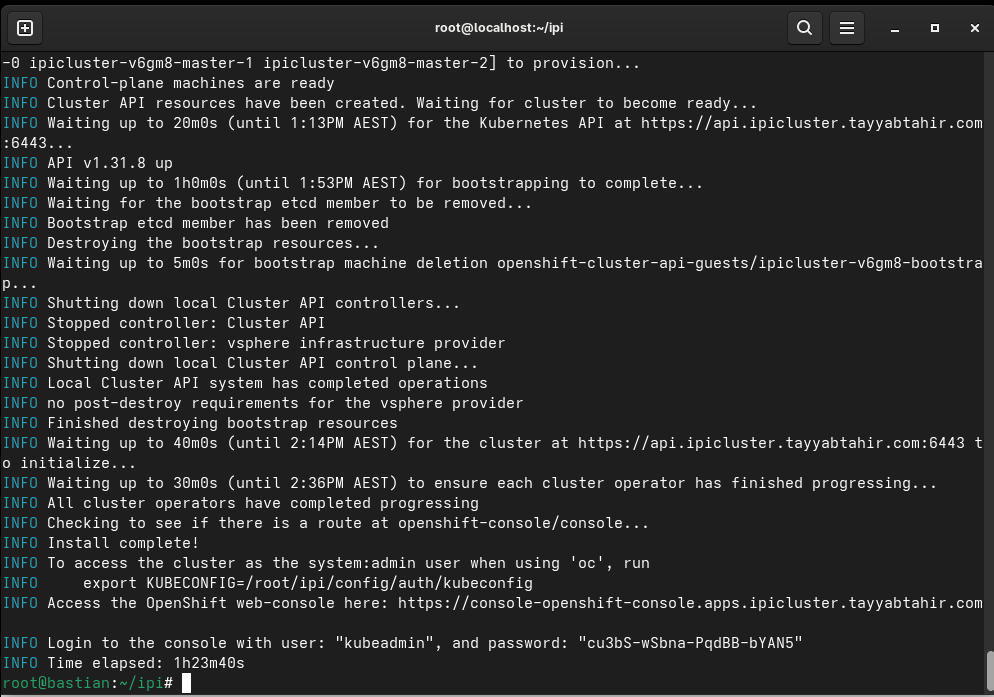 root@localhost:~/ipi
-0 ipicluster-v6gm8-master-1 ipicluster-v6gm8-master-2] to provision...
INFO Control-plane machines are ready
INFO Cluster API resources have been created. Waiting for cluster to become ready...
INFO Waiting up to 20m0s (until 1:13PM AEST) for the Kubernetes API at https://api.ipicluster.tayyabtahir.com
:6443...
INFO API v1.31.8 up
INFO Waiting up to 1h0m0s (until 1:53PM AEST) for bootstrapping to complete...
INFO Waiting for the bootstrap etcd member to be removed...
INFO Bootstrap etcd member has been removed
INFO Destroying the bootstrap resources...
INFO Waiting up to 5m0s for bootstrap machine deletion openshift-cluster-api-guests/ipicluster-v6gm8-bootstra
p...
INFO Shutting down local Cluster API controllers...
INFO Stopped controller: Cluster API
INFO Stopped controller: vsphere infrastructure provider
INFO Shutting down local Cluster API control plane...
INFO Local Cluster API system has completed operations
INFO no post-destroy requirements for the vsphere provider
INFO Finished destroying bootstrap resources
INFO Waiting up to 40m0s (until 2:14PM AEST) for the cluster at https://api.ipicluster.tayyabtahir.com:6443 t
o initialize...
INFO Waiting up to 30m0s (until 2:36PM AEST) to ensure each cluster operator has finished progressing...
INFO All cluster operators have completed progressing
INFO Checking to see if there is a route at openshift-console/console...
INFO Install complete!
INFO To access the cluster as the system:admin user when using 'oc', run
INFO     export KUBECONFIG=/root/ipi/config/auth/kubeconfig
INFO Access the OpenShift web-console here: https://console-openshift-console.apps.ipicluster.tayyabtahir.com
INFO Login to the console with user: "kubeadmin", and password: "cu3bS-wSbna-PqdBB-bYAN5"
INFO Time elapsed: 1h23m40s
root@bastian:~/ipi#